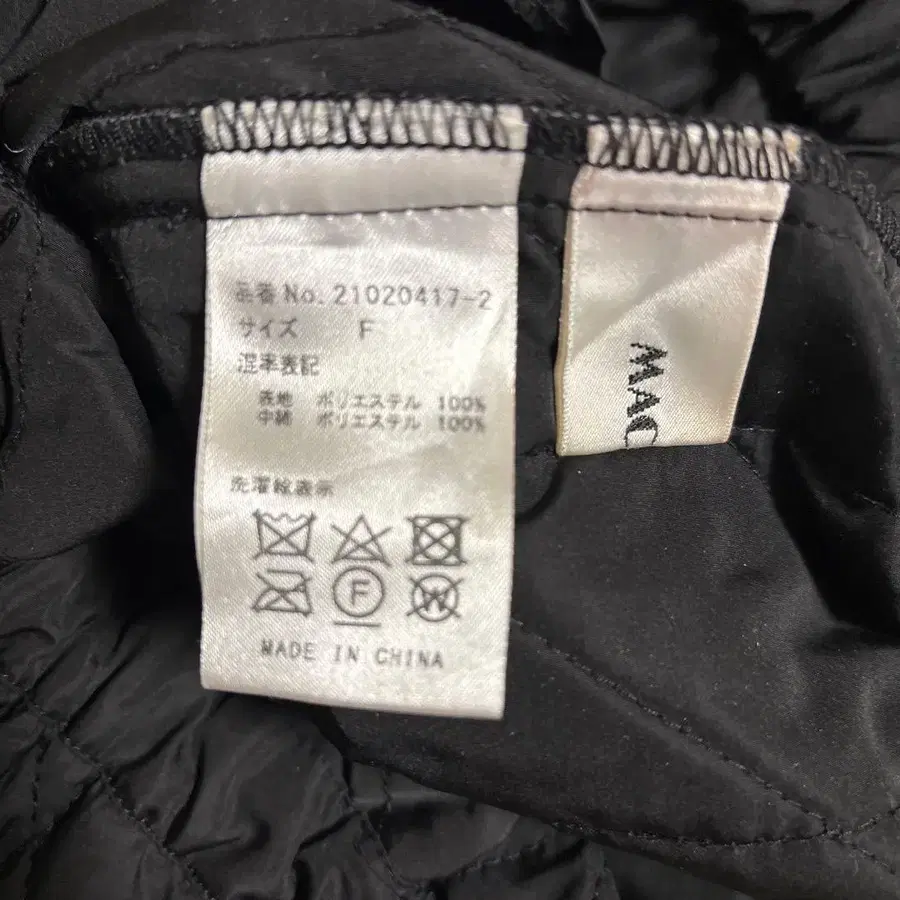 品番 No. 21020417-2
サイズ F
混率表記
表地 ポリエステル 100%
中綿 ポリエステル 100%
洗濯絵表示
F
W
MADE IN CHINA
MAC